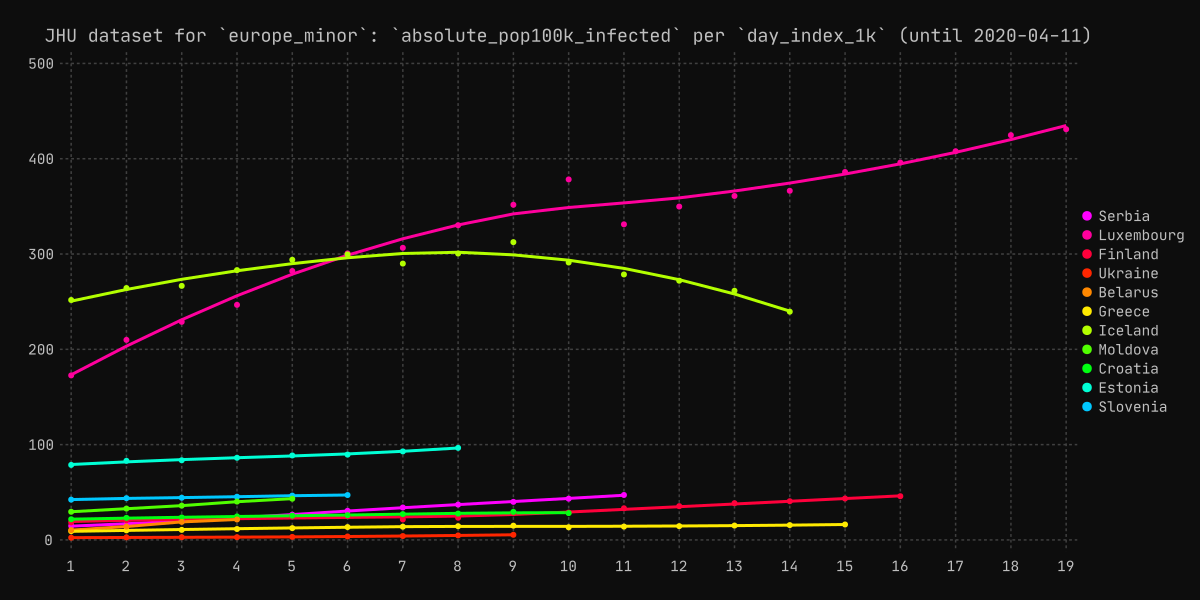 JHU dataset for `europe_minor`: `absolute_pop100k_infected` per `day_index_1k` (until 2020-04-11)
500
400
300
200
100
0
1 2 3 4 5 6 7 8 9 10 11 12 13 14 15 16 17 18 19
Serbia
Luxembourg
Finland
Ukraine
Belarus
Greece
Iceland
Moldova
Croatia
Estonia
Slovenia